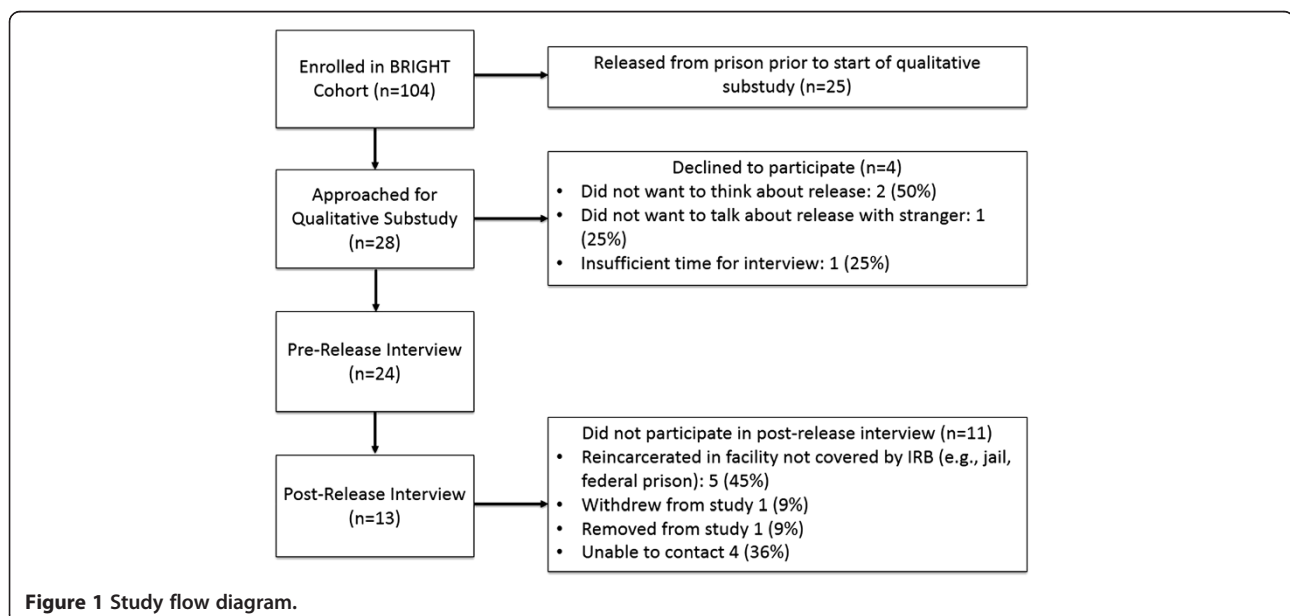 Enrolled in BRIGHT
Cohort (n=104)
Released from prison prior to start of qualitative
substudy (n=25)
Approached for
Qualitative Substudy
(n=28)
Declined to participate (n=4)
• Did not want to think about release: 2 (50%)
• Did not want to talk about release with stranger: 1
(25%)
• Insufficient time for interview: 1 (25%)
Pre-Release Interview
(n=24)
Post-Release Interview
(n=13)
Did not participate in post-release interview (n=11)
• Reincarcerated in facility not covered by IRB (e.g., jail,
federal prison): 5 (45%)
• Withdrew from study 1 (9%)
• Removed from study 1 (9%)
• Unable to contact 4 (36%)
Figure 1 Study flow diagram.